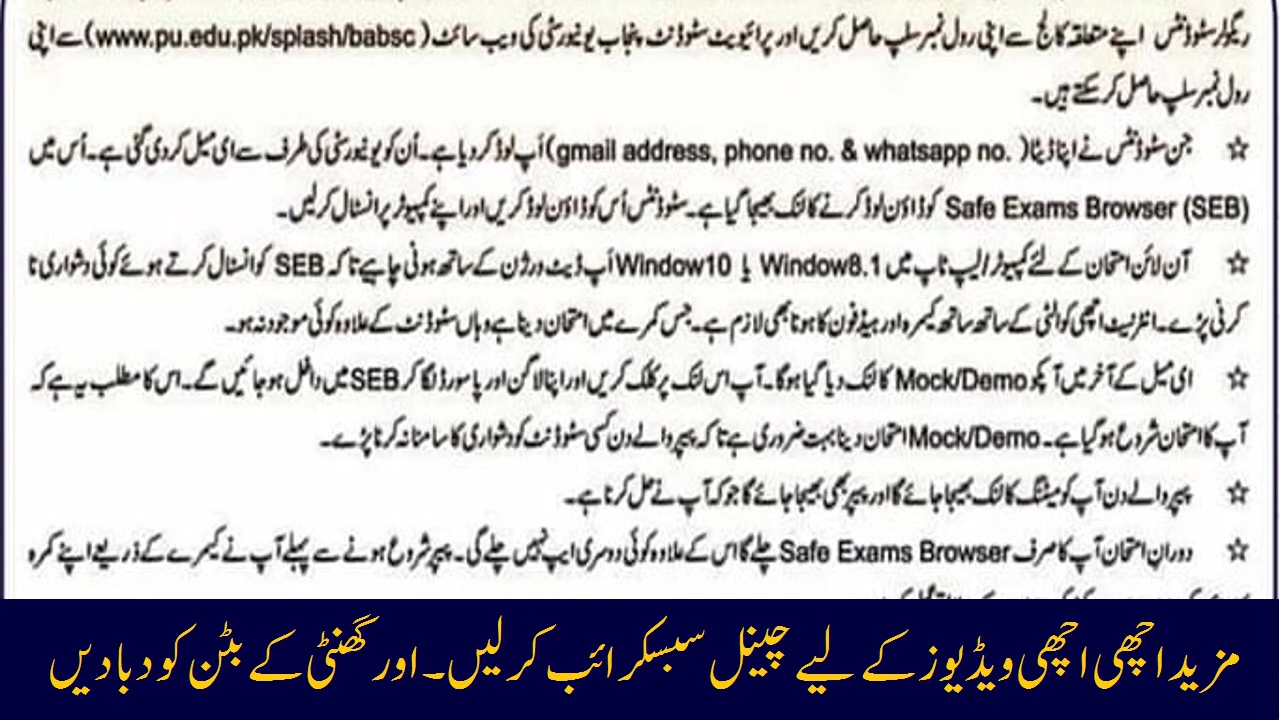 ریگولر سٹوڈنٹس اپنے متعلقہ کالج سے اپنی رول نمبر سلپ حاصل کریں اور پرائیویٹ سٹوڈنٹ پنجاب یونیورسٹی کی ویب سائٹ (www.pu.edu.pk/splash/babsc) سے اپنی
رول نمبر سلپ حاصل کر سکتے ہیں۔
☆ جن سٹوڈنٹس نے اپنا ڈیٹا (gmail address, phone no. & whatsapp no.) اَپ لوڈ کر دیا ہے۔ اُن کو یونیورسٹی کی طرف سے ای میل کر دی گئی ہے۔ اُس میں
Safe Exams Browser (SEB) کو ڈاؤن لوڈ کرنے کا لنک بھیجا گیا ہے۔ سٹوڈنٹس اُس کو ڈاؤن لوڈ کریں اور اپنے کمپیوٹر پر انسٹال کر لیں۔
☆ آن لائن امتحان کے لئے کمپیوٹر/لیپ ٹاپ میں Window8.1 یا Window10 اَپ ڈیٹ ورژن کے ساتھ ہونی چاہیے تاکہ SEB کو انسٹال کرتے ہوئے کوئی دشواری نا
کرنی پڑے۔ انٹرنیٹ اچھی کوالٹی کے ساتھ ساتھ کیمرہ اور ہیڈ فون کا ہونا بھی لازم ہے۔ جس کمرے میں امتحان دینا ہے وہاں سٹوڈنٹ کے علاوہ کوئی موجود نہ ہو۔
☆ ای میل کے آخر میں آپکو Mock/Demo کا لنک دیا گیا ہوگا۔ آپ اس لنک پر کلک کریں اور اپنا لاگن اور پاسورڈ لگا کر SEB میں داخل ہو جائیں گے۔ اس کا مطلب یہ ہے کہ
آپ کا امتحان شروع ہو گیا ہے۔ Mock/Demo امتحان دینا بہت ضروری ہے تاکہ پیپر والے دن کسی سٹوڈنٹ کو دشواری کا سامنا نہ کرنا پڑے۔
☆ پیپر والے دن آپ کو میٹنگ کا لنک بھیجا جائے گا اور پیپر بھی بھیجا جائے گا جو کہ آپ نے حل کرنا ہے۔
☆ دورانِ امتحان آپ کا صرف Safe Exams Browser چلے گا اس کے علاوہ کوئی دوسری ایپ نہیں چلے گی۔ پیپر شروع ہونے سے پہلے آپ نے کیمرے کے ذریعے اپنے کمرہ
مزید اچھی اچھی ویڈیوز کے لیے چینل سبسکرائب کر لیں۔ اور گھنٹی کے بٹن کو دبا دیں